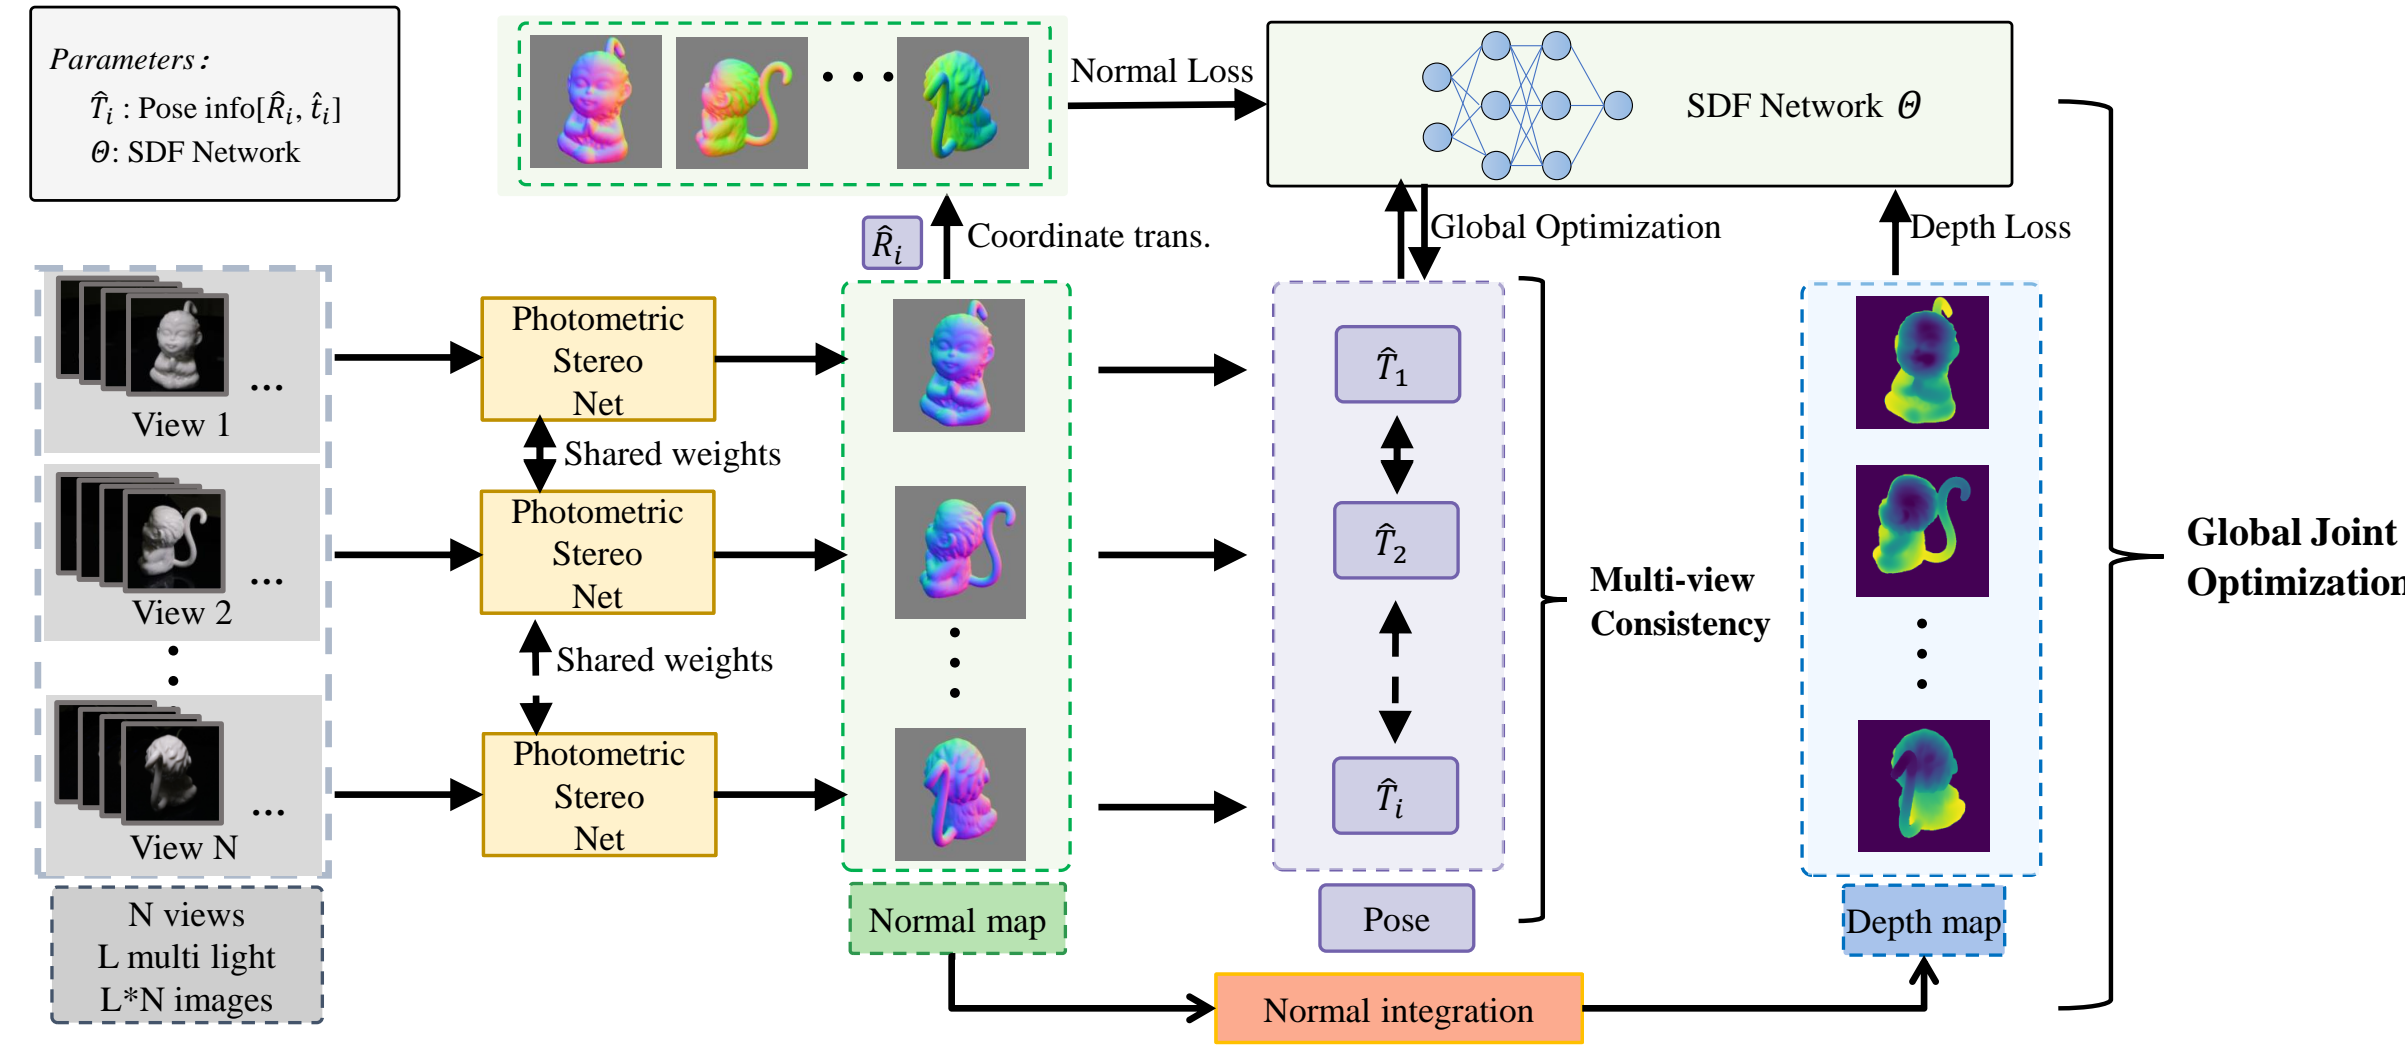 Parameters:
T̂ᵢ : Pose info[R̂ᵢ, t̂ᵢ]
Θ: SDF Network
Normal Loss
SDF Network Θ
R̂ᵢ
Coordinate trans.
Global Optimization
Depth Loss
...
View 1
...
View 2
...
View N
N views
L multi light
L*N images
Photometric
Stereo
Net
Shared weights
Photometric
Stereo
Net
Shared weights
Photometric
Stereo
Net
Normal map
T̂₁
T̂₂
T̂ᵢ
Pose
Multi-view
Consistency
Normal integration
Depth map
Global Joint
Optimization